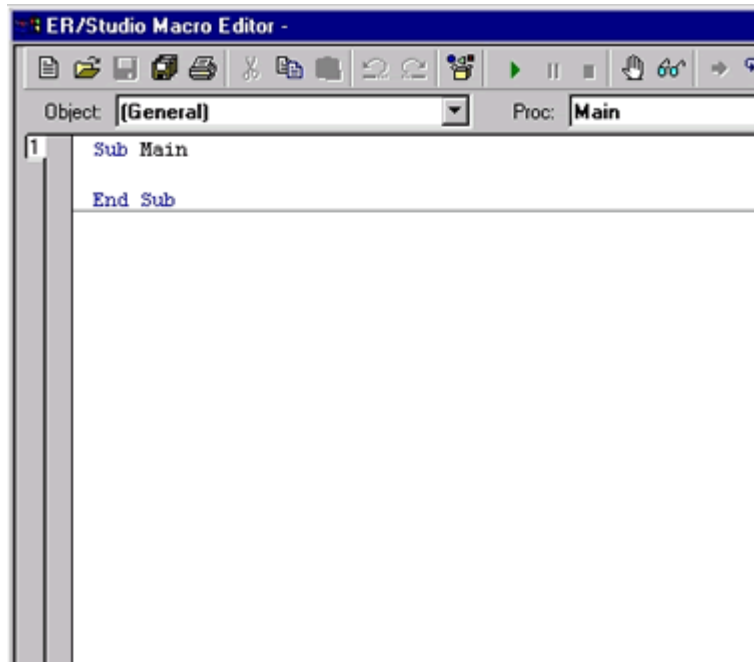 ER/Studio Macro Editor -
Object: (General) Proc: Main
1
Sub Main
End Sub